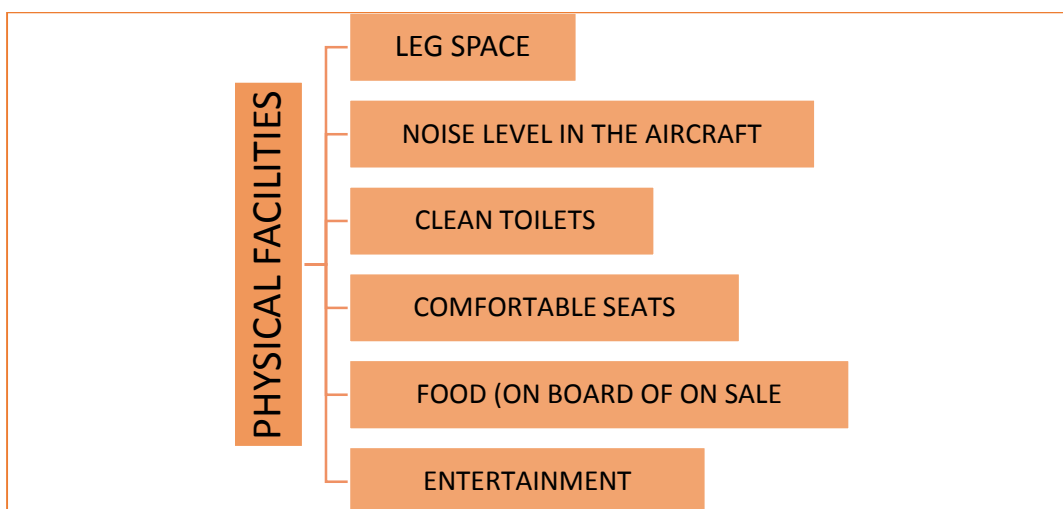 PHYSICAL FACILITIES
LEG SPACE
NOISE LEVEL IN THE AIRCRAFT
CLEAN TOILETS
COMFORTABLE SEATS
FOOD (ON BOARD OF ON SALE
ENTERTAINMENT